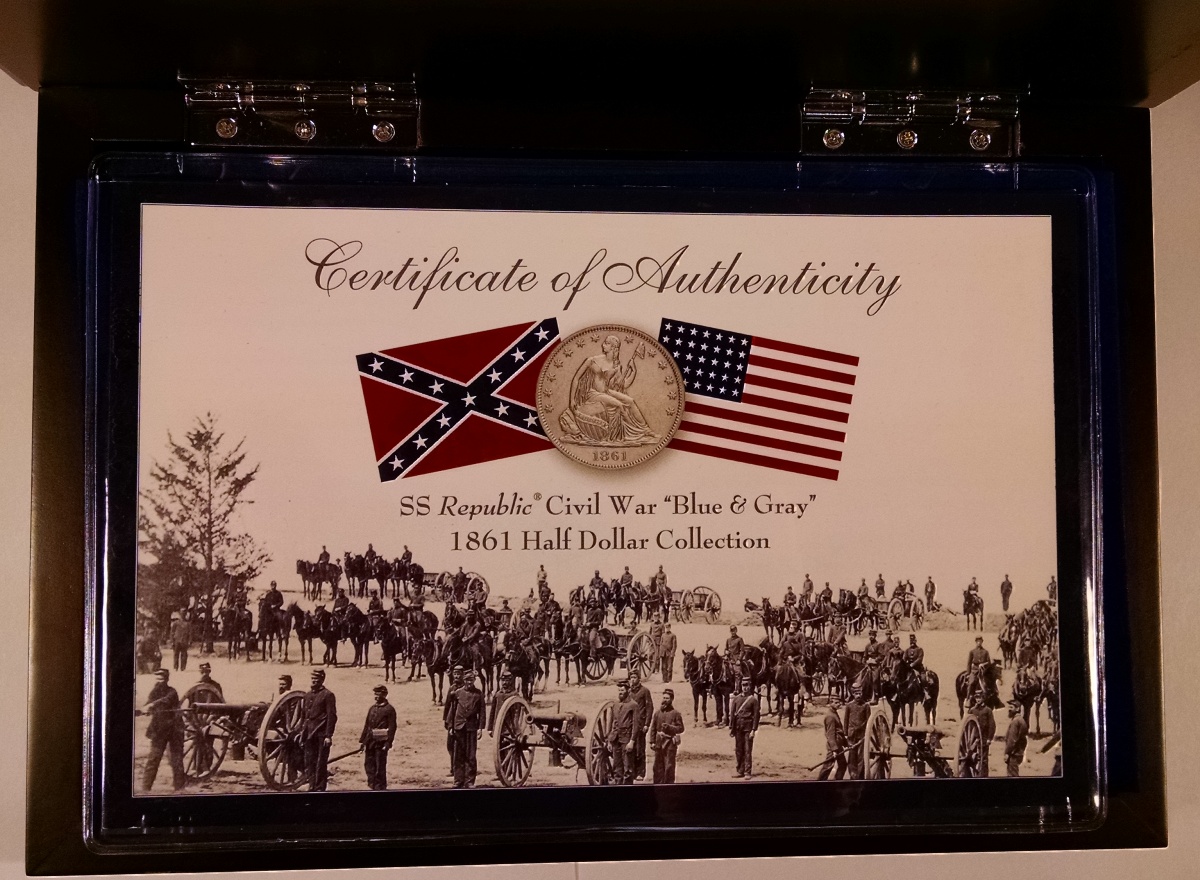 Certificate of Authenticity
1861
SS Republic® Civil War “Blue & Gray”
1861 Half Dollar Collection